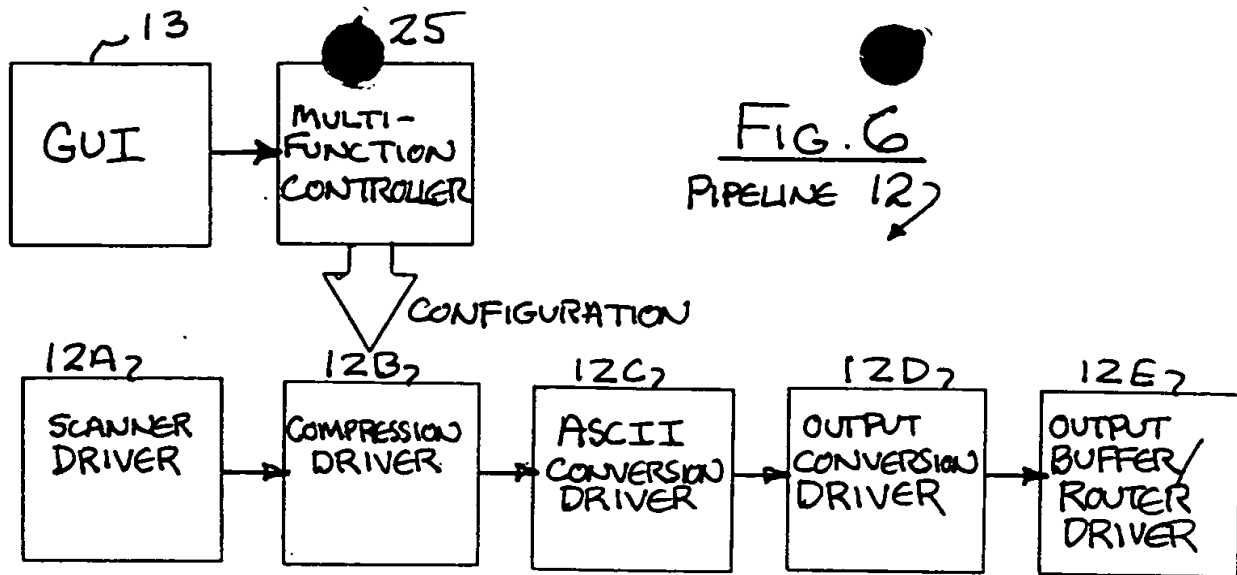 13
GUI
25
MULTI-
FUNCTION
CONTROLLER
FIG. 6
PIPELINE 12
CONFIGURATION
12A
SCANNER
DRIVER
12B
COMPRESSION
DRIVER
12C
ASCII
CONVERSION
DRIVER
12D
OUTPUT
CONVERSION
DRIVER
12E
OUTPUT
BUFFER/
ROUTER
DRIVER